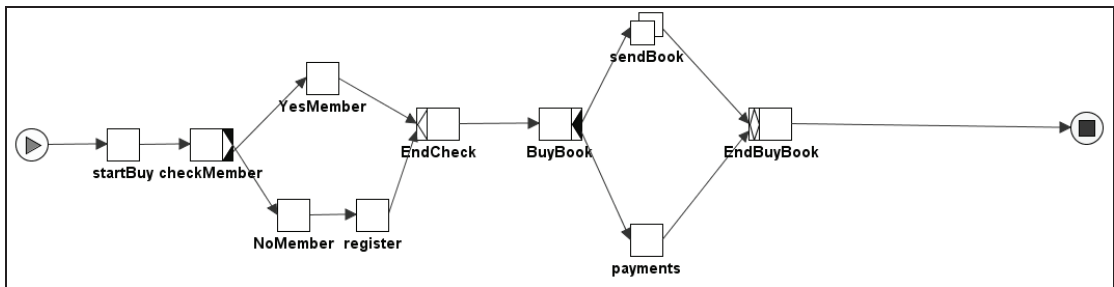 sendBook
YesMember
startBuy
checkMember
EndCheck
BuyBook
EndBuyBook
NoMember
register
payments